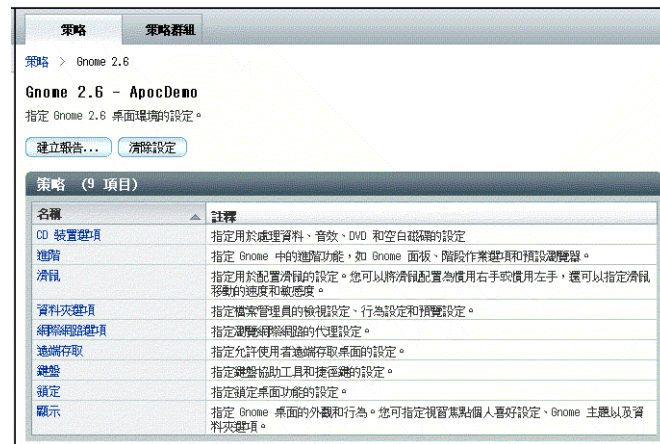 策略 策略群組
策略 > Gnome 2.6
Gnome 2.6 - ApocDemo
指定 Gnome 2.6 桌面環境的設定。
建立報告... 清除設定
策略 (9 項目)
名稱 註釋
CD 裝置選項 指定用於處理資料、音效、DVD 和空白磁碟的設定
進階 指定 Gnome 中的進階功能，如 Gnome 面板、階段作業選項和預設瀏覽器。
滑鼠 指定用於配置滑鼠的設定。您可以將滑鼠配置為慣用右手或慣用左手，還可以指定滑鼠
移動的速度和敏感度。
資料夾選項 指定檔案管理員的檢視設定、行為設定和預覽設定。
網際網路選項 指定瀏覽網際網路的代理設定。
遠端存取 指定允許使用者遠端存取桌面的設定。
鍵盤 指定鍵盤協助工具和捷徑鍵的設定。
鎖定 指定鎖定桌面功能的設定。
顯示 指定 Gnome 桌面的外觀和行為。您可指定視窗焦點個人喜好設定、Gnome 主題以及資
料夾選項。